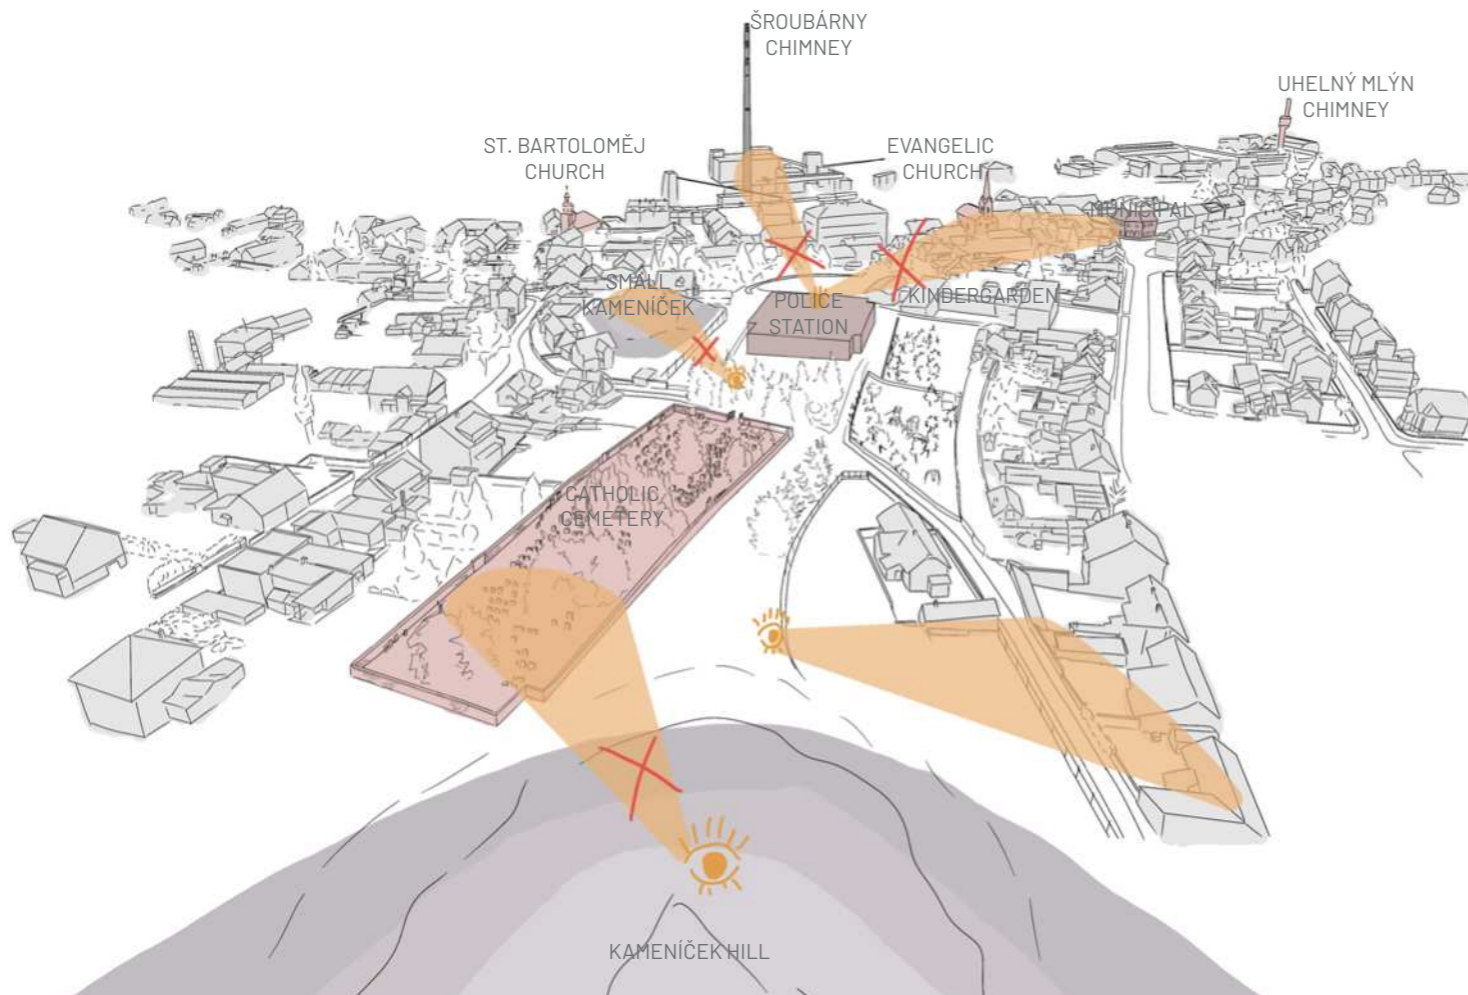 ŠROUBÁRNY
CHIMNEY
UHELNÝ MLÝN
CHIMNEY
ST. BARTOLOMĚJ
CHURCH
EVANGELIC
CHURCH
MUNICIPAL
SMALL
KAMENÍČEK
POLICE
STATION
KINDERGARDEN
CATHOLIC
CEMETERY
KAMENÍČEK HILL